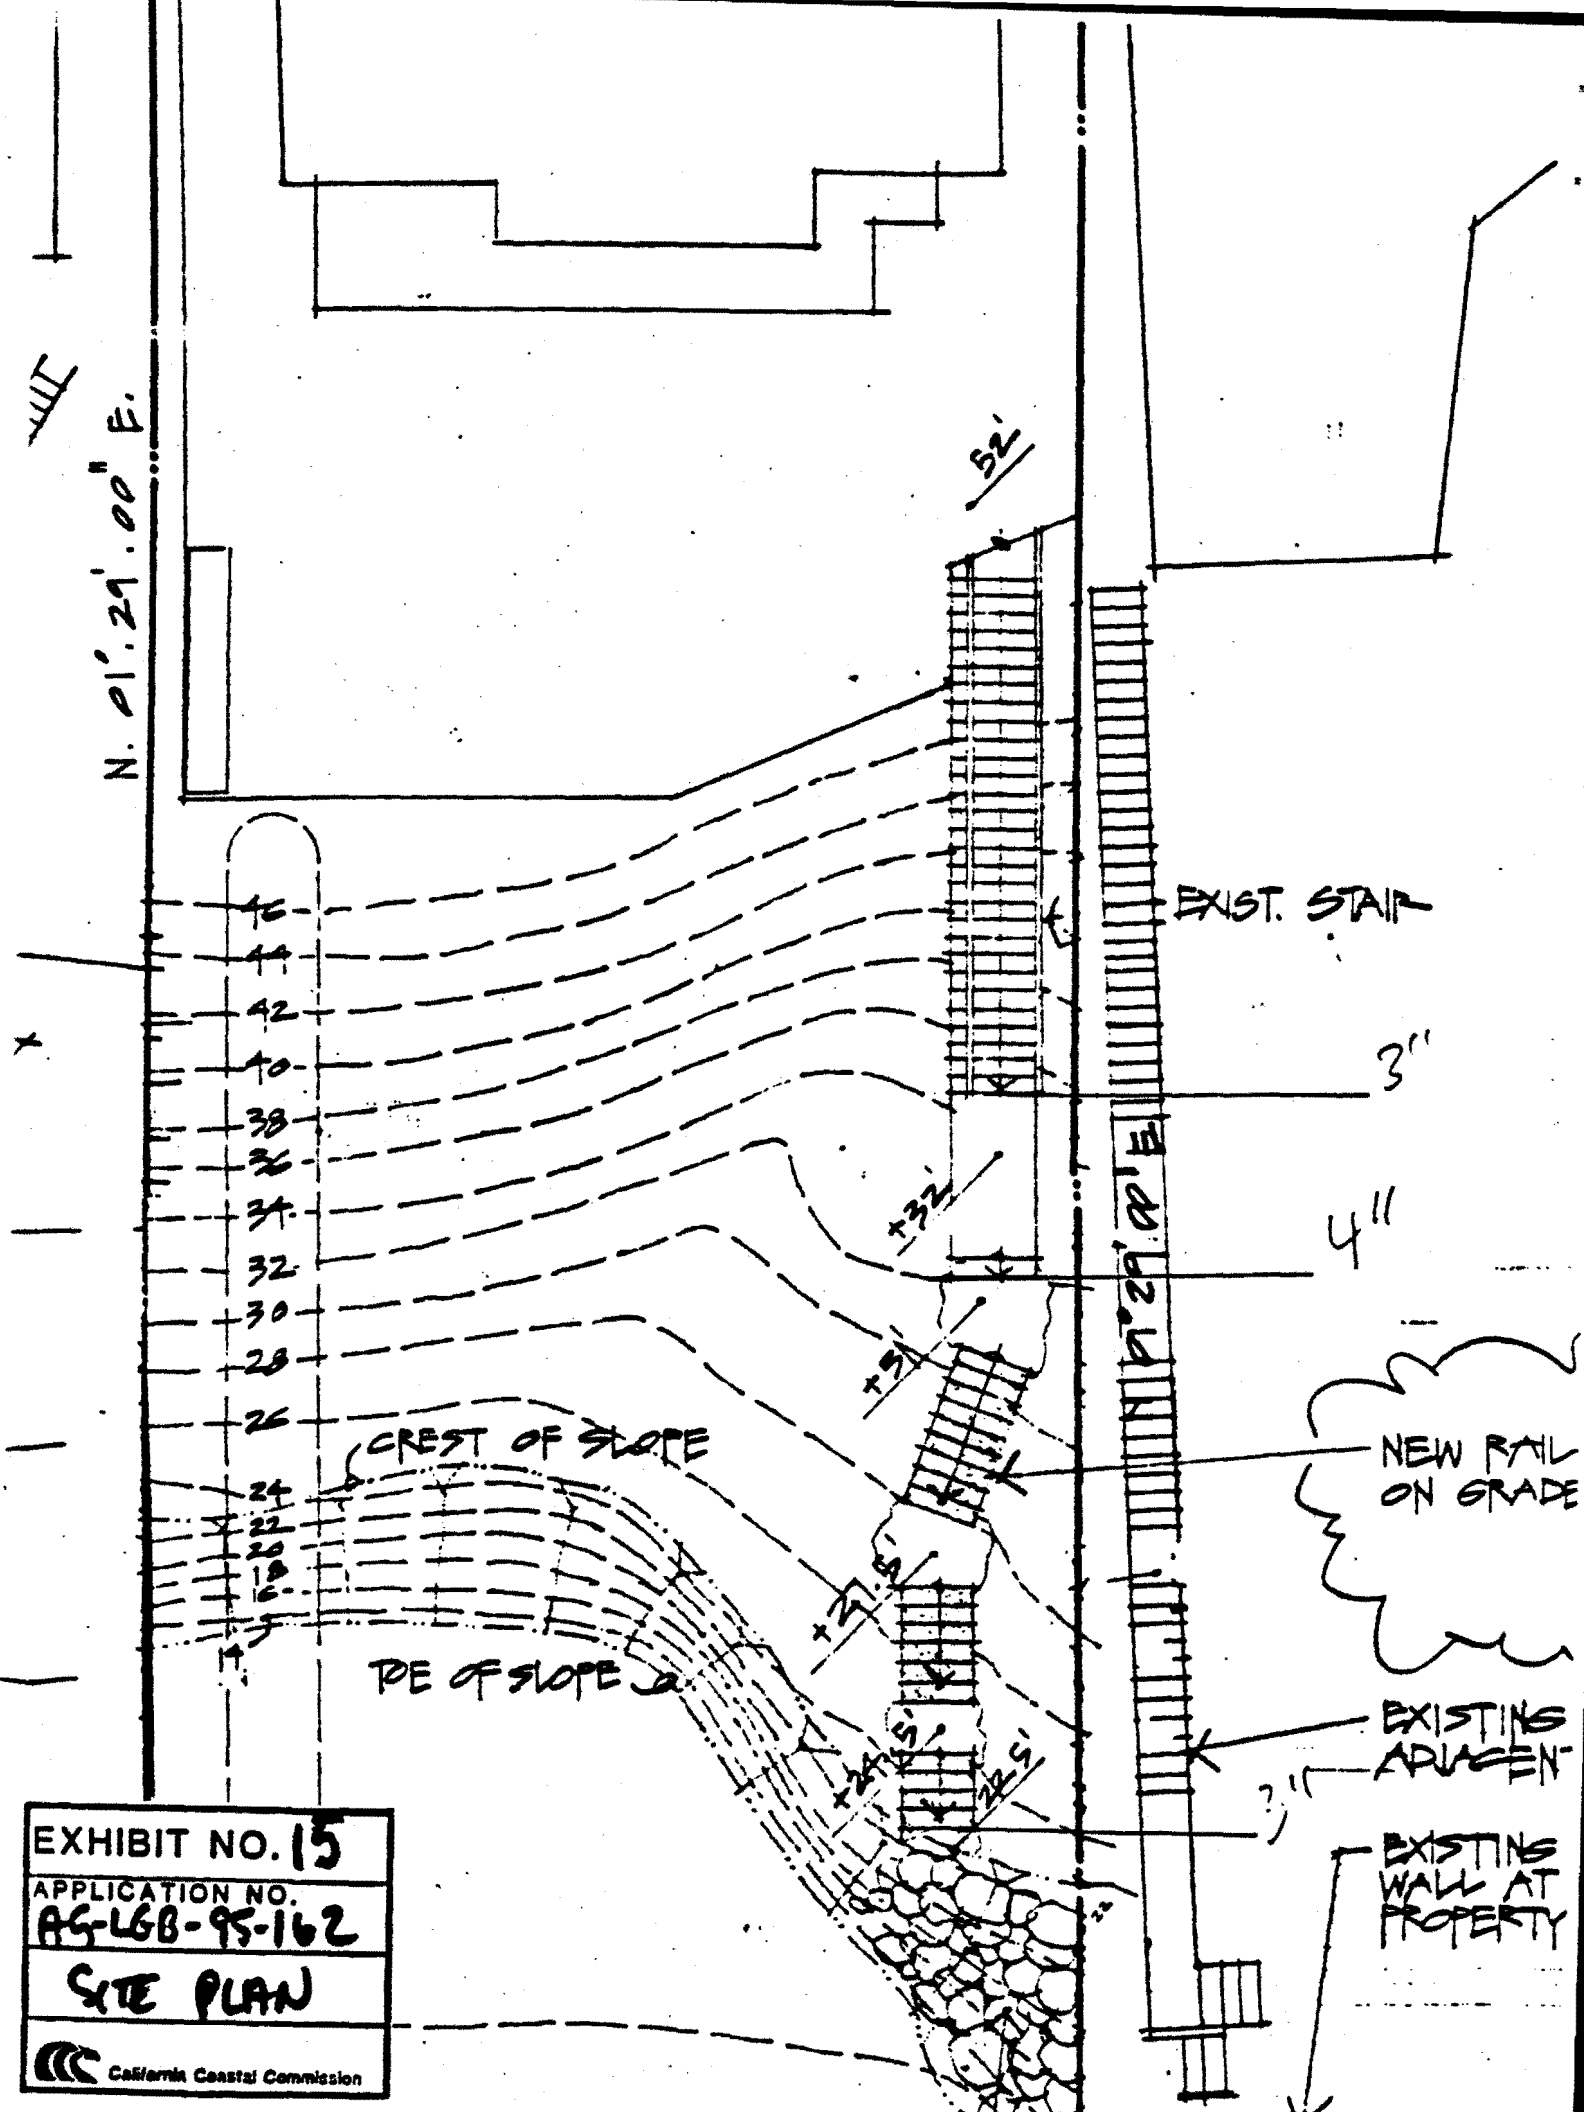 N. 01°.29'.00" E.
52'
46
44
42
40
38
36
34
32
30
28
26
24
22
20
18
16
14
EXIST. STAIR
3"
+32'
4"
+31'
NEW RAIL
ON GRADE
CREST OF SLOPE
TOE OF SLOPE
22.5'
22
EXISTING
ADJACENT
EXISTING
WALL AT
PROPERTY
EXHIBIT NO. 15
APPLICATION NO.
A5-LGB-95-162
SITE PLAN
California Coastal Commission